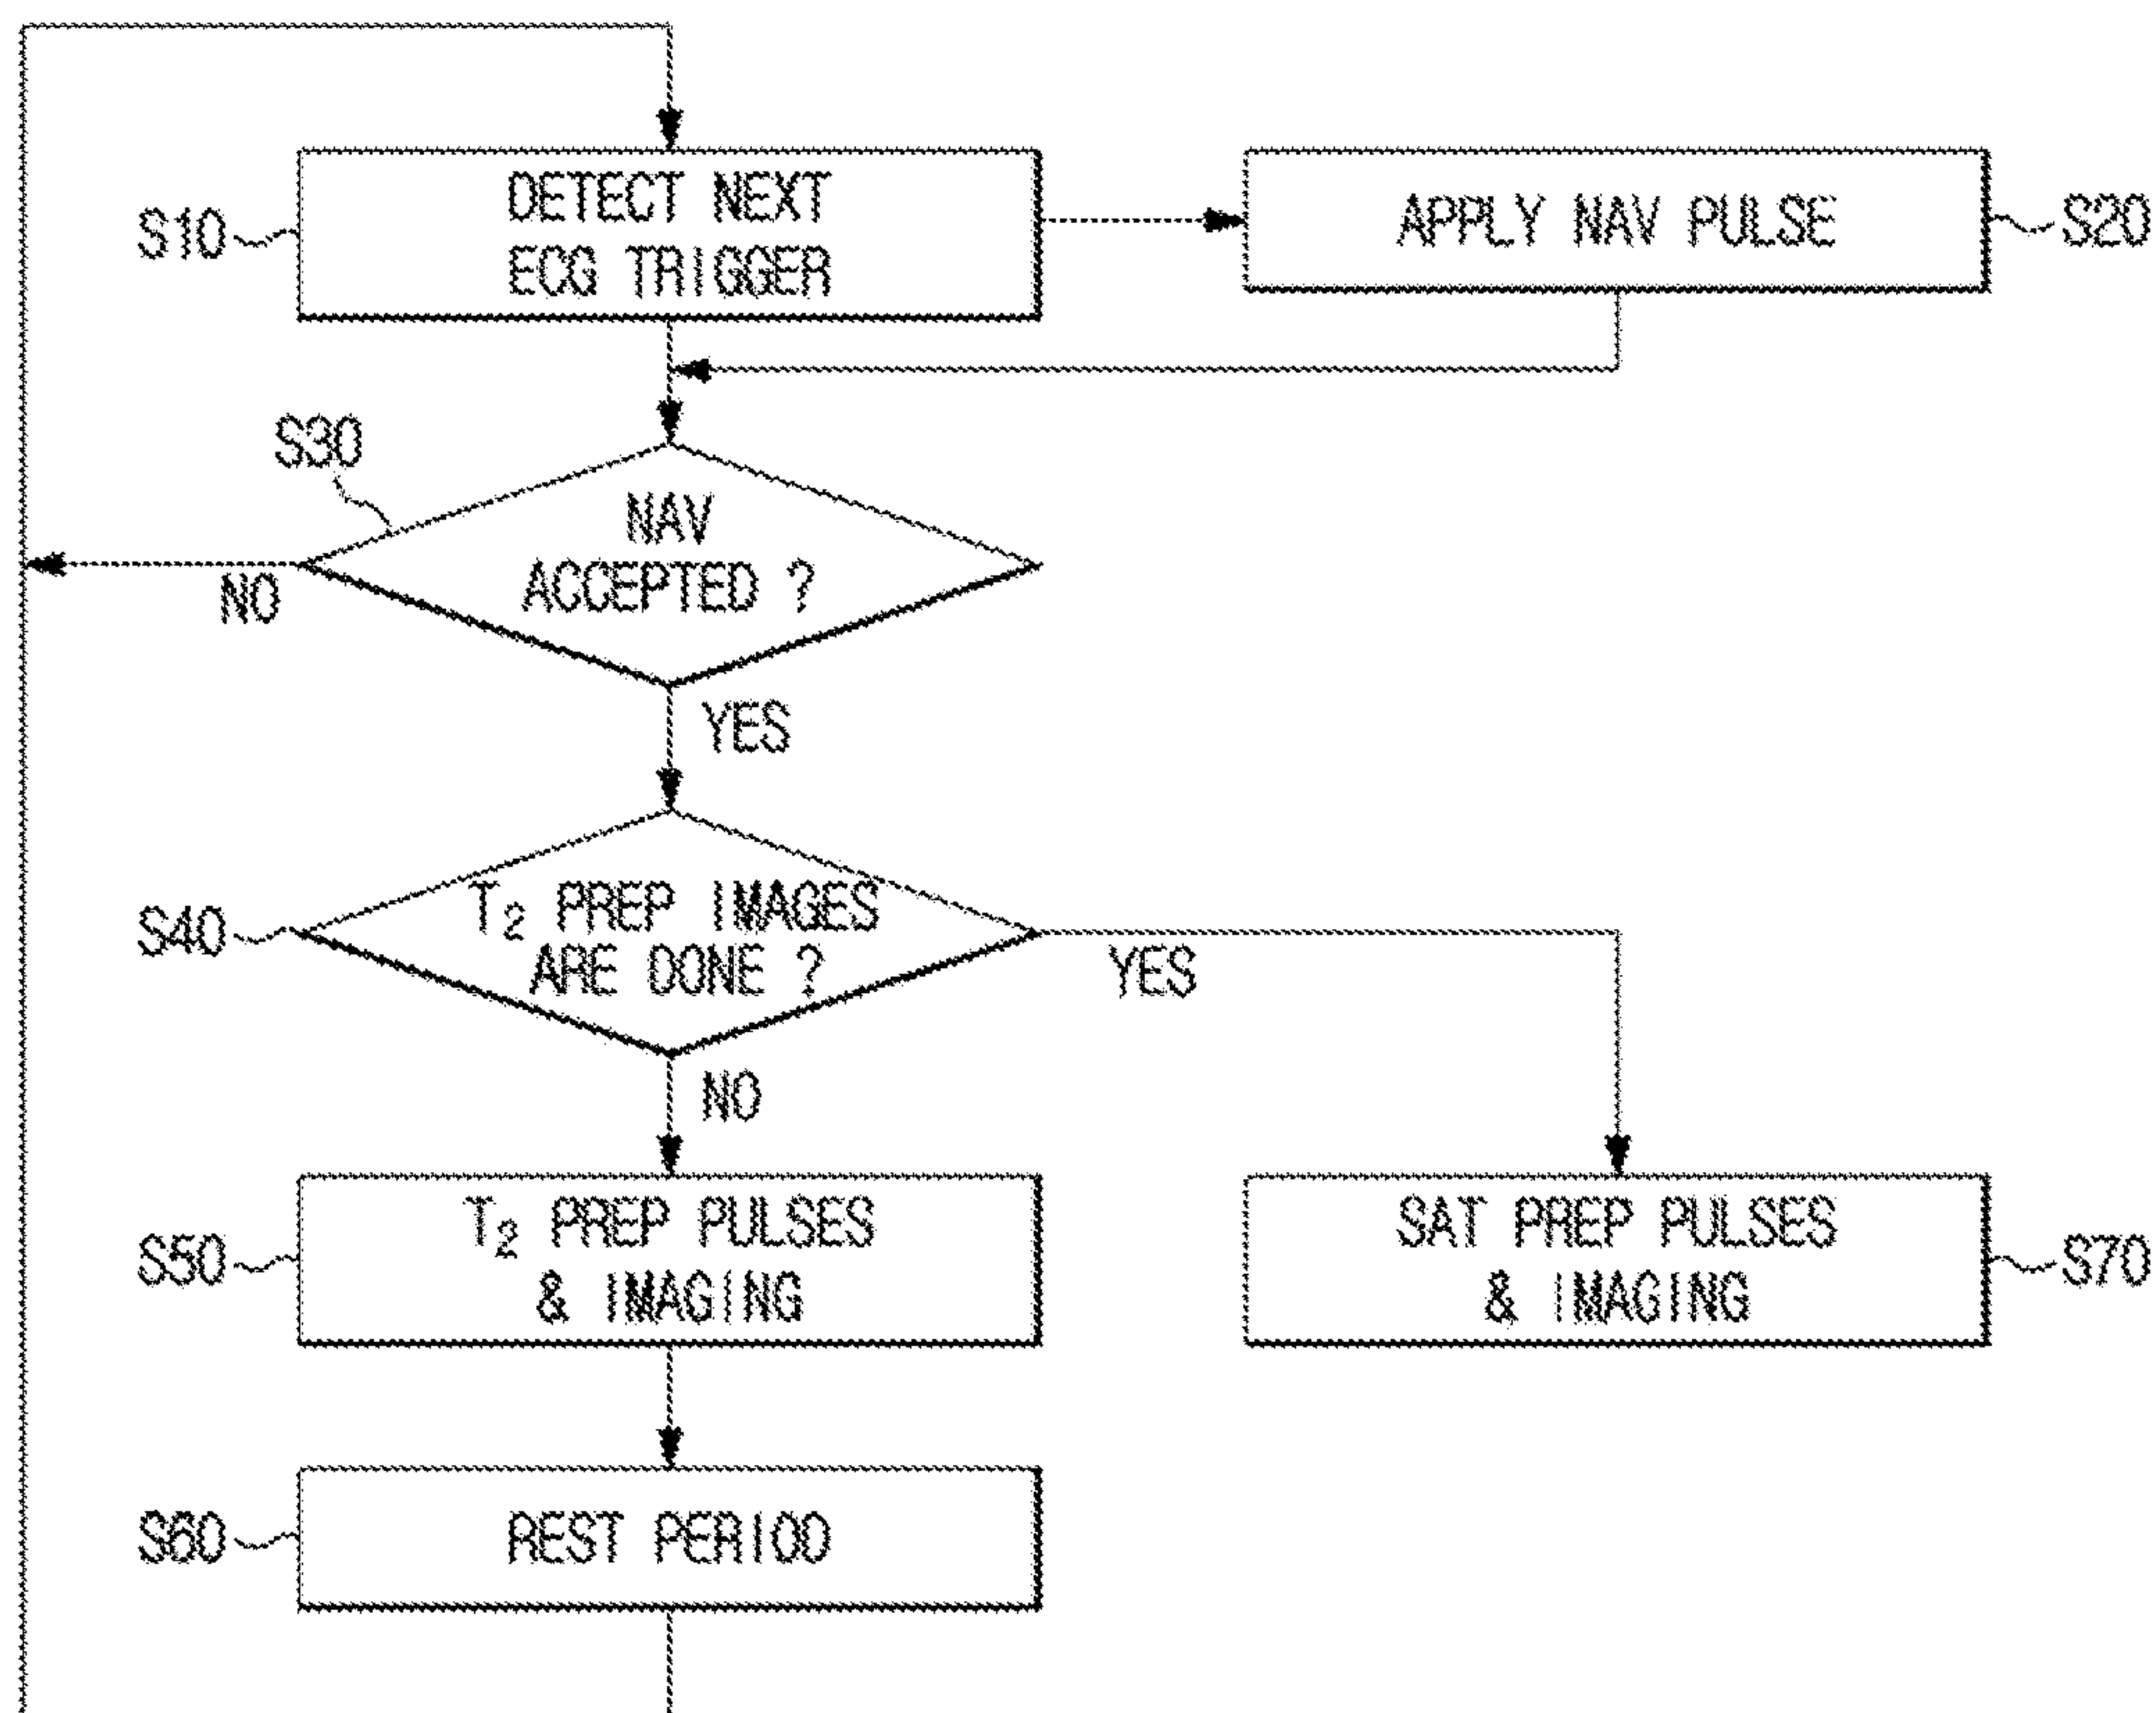 DETECT NEXT
ECG TRIGGER
S10
APPLY NAV PULSE
S20
S30
NAV
ACCEPTED ?
NO
YES
T₂ PREP IMAGES
ARE DONE ?
S40
YES
NO
T₂ PREP PULSES
& IMAGING
S50
SAT PREP PULSES
& IMAGING
S70
REST PERIOD
S60